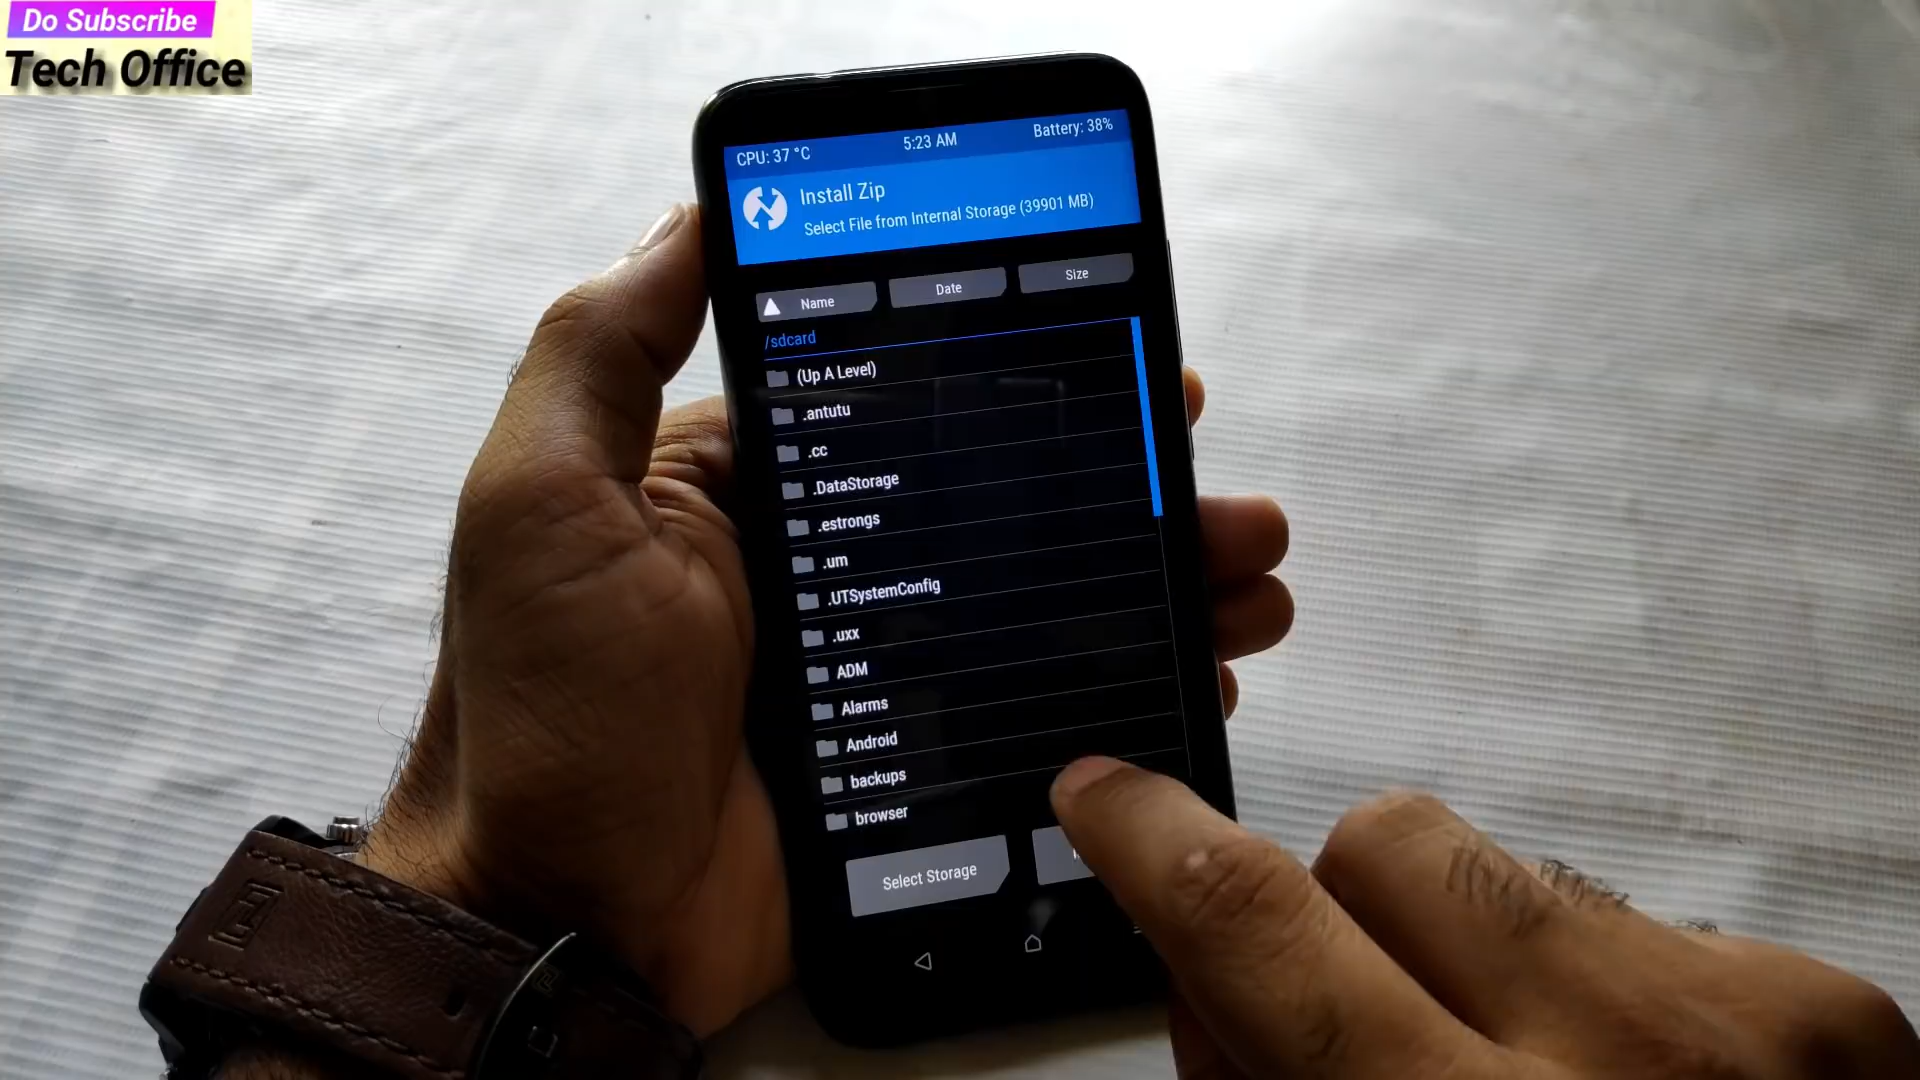 Do Subscribe
Tech Office
CPU: 37 °C 5:23 AM Battery: 38%
Install Zip
Select File from Internal Storage (39901 MB)
Name Date Size
/sdcard
(Up A Level)
.antutu
.cc
.DataStorage
.estrongs
.um
.UTSystemConfig
.uxx
ADM
Alarms
Android
backups
browser
Select Storage